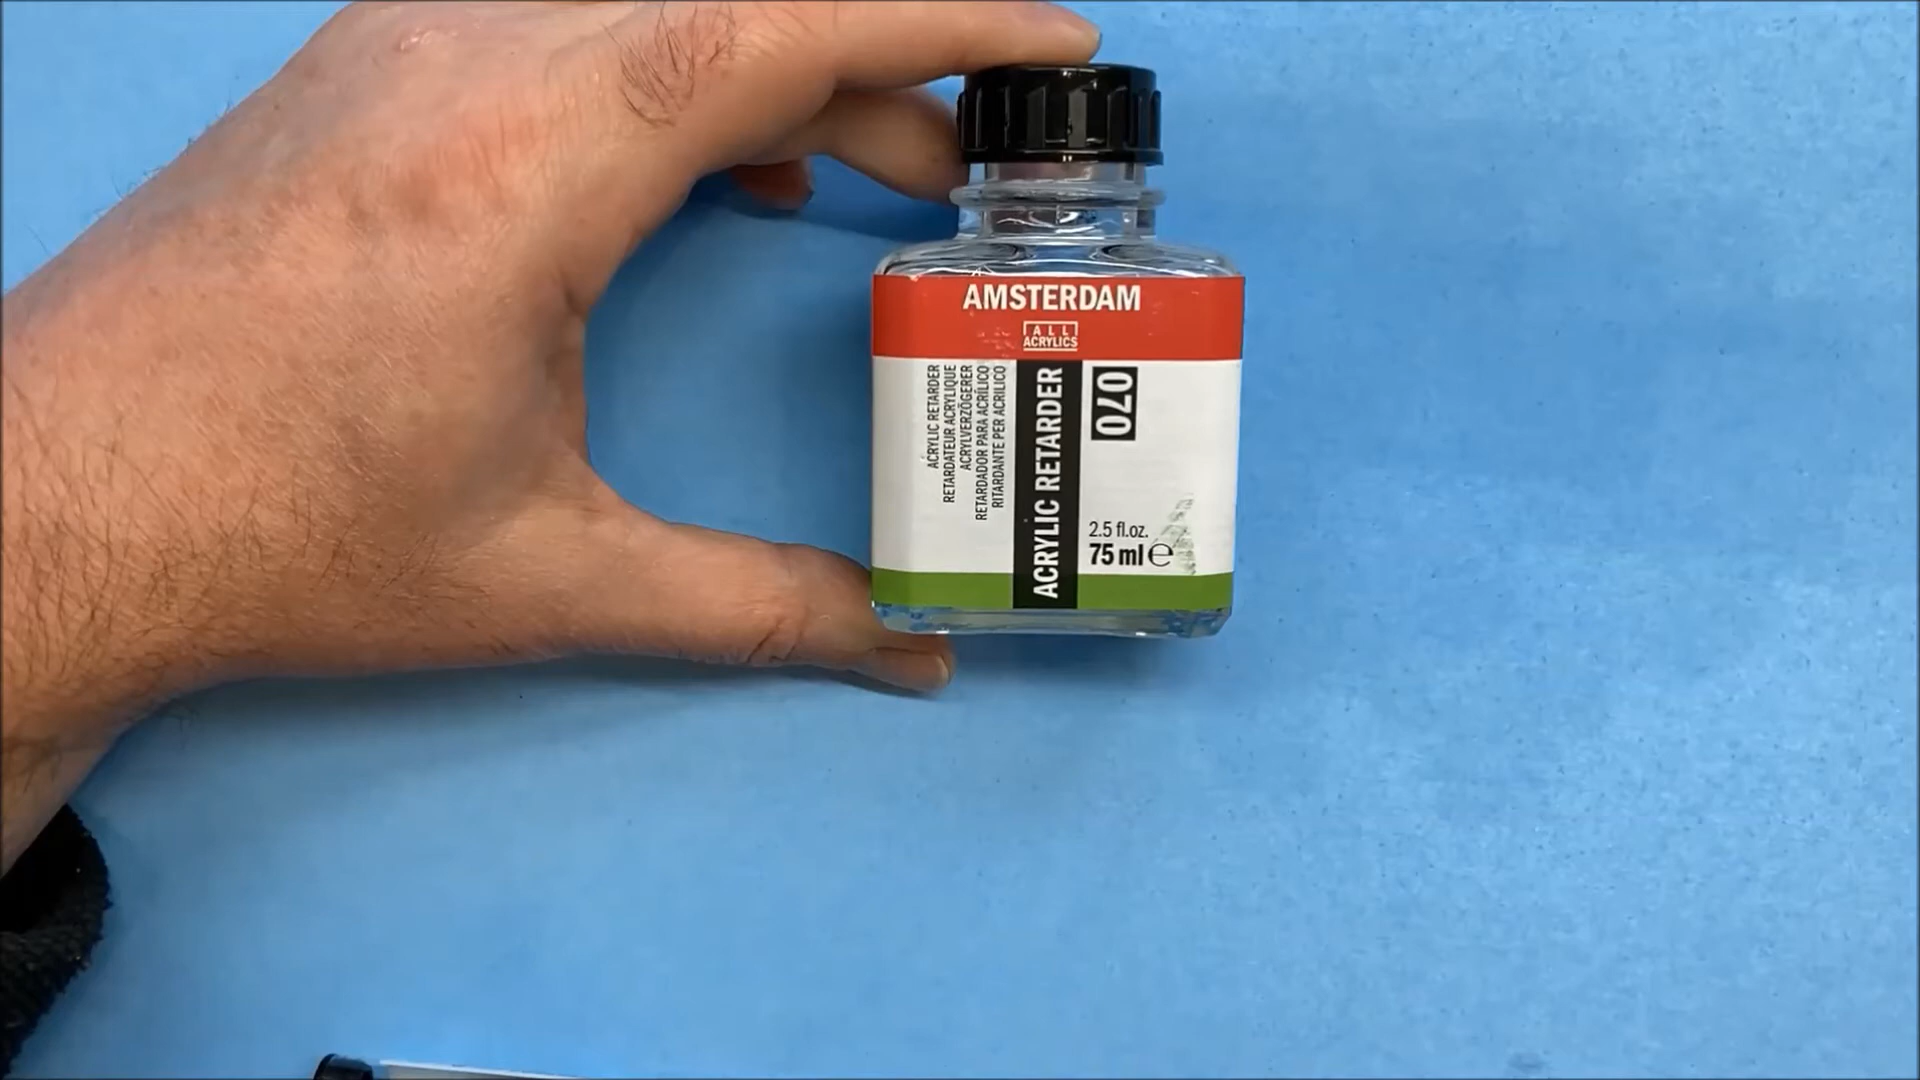 AMSTERDAM
ALL
ACRYLICS
ACRYLIC RETARDER
RETARDATEUR ACRYLIQUE
ACRYLVERZÖGERER
RETARDADOR PARA ACRÍLICO
RITARDANTE PER ACRILICO
ACRYLIC RETARDER
070
2.5 fl.oz.
75 ml e